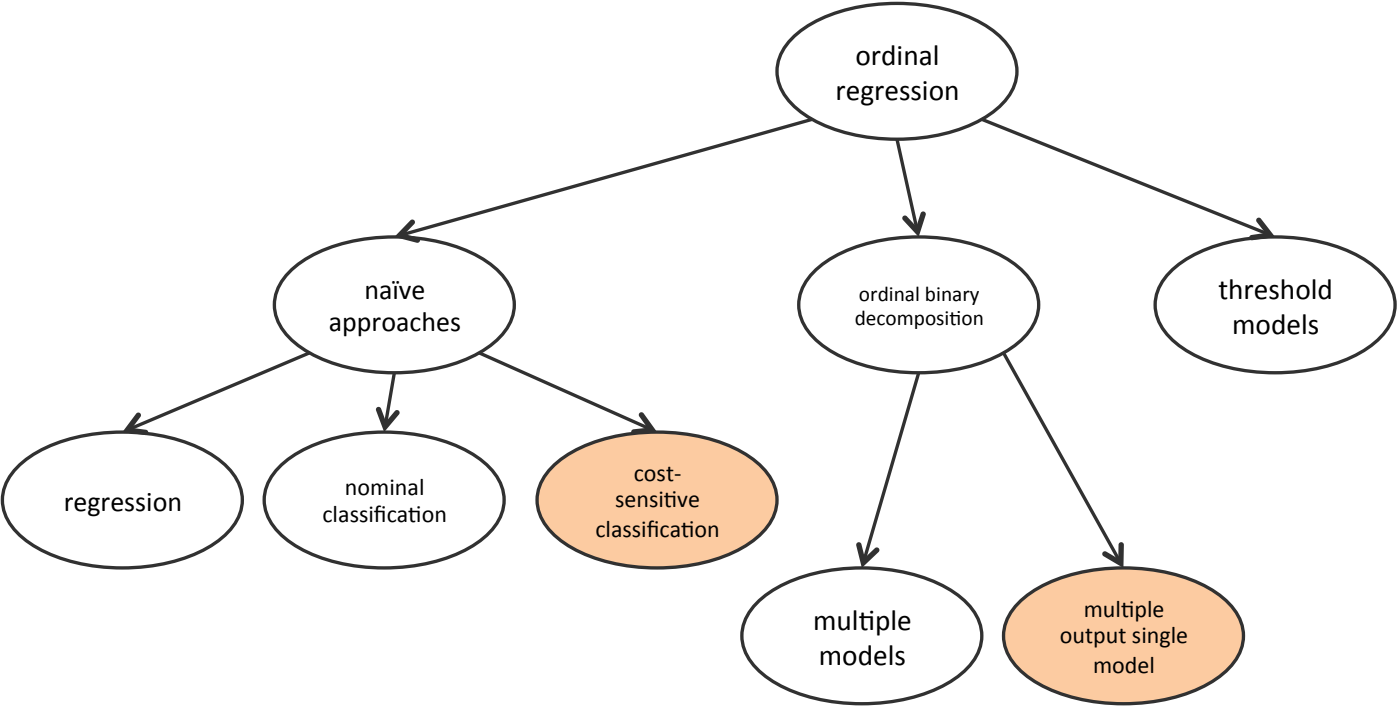 ordinal
regression
naïve
approaches
ordinal binary
decomposition
threshold
models
regression
nominal
classification
cost-
sensitive
classification
multiple
models
multiple
output single
model